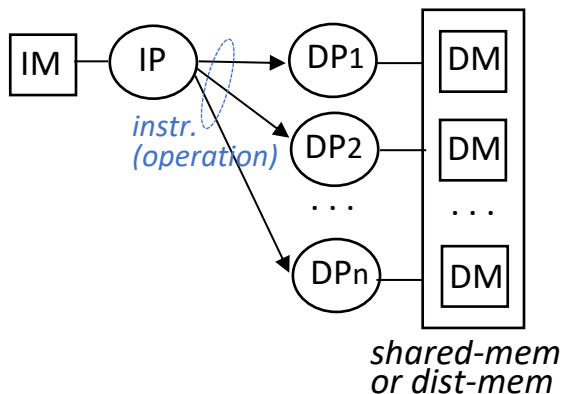 IM
IP
DP1
DM
instr.
(operation)
DP2
DM
. . .
. . .
DPn
DM
shared-mem
or dist-mem